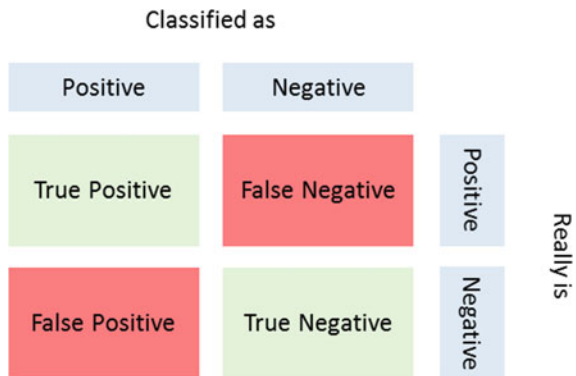 Classified as
Positive Negative
True Positive False Negative Positive
Really is
False Positive True Negative Negative